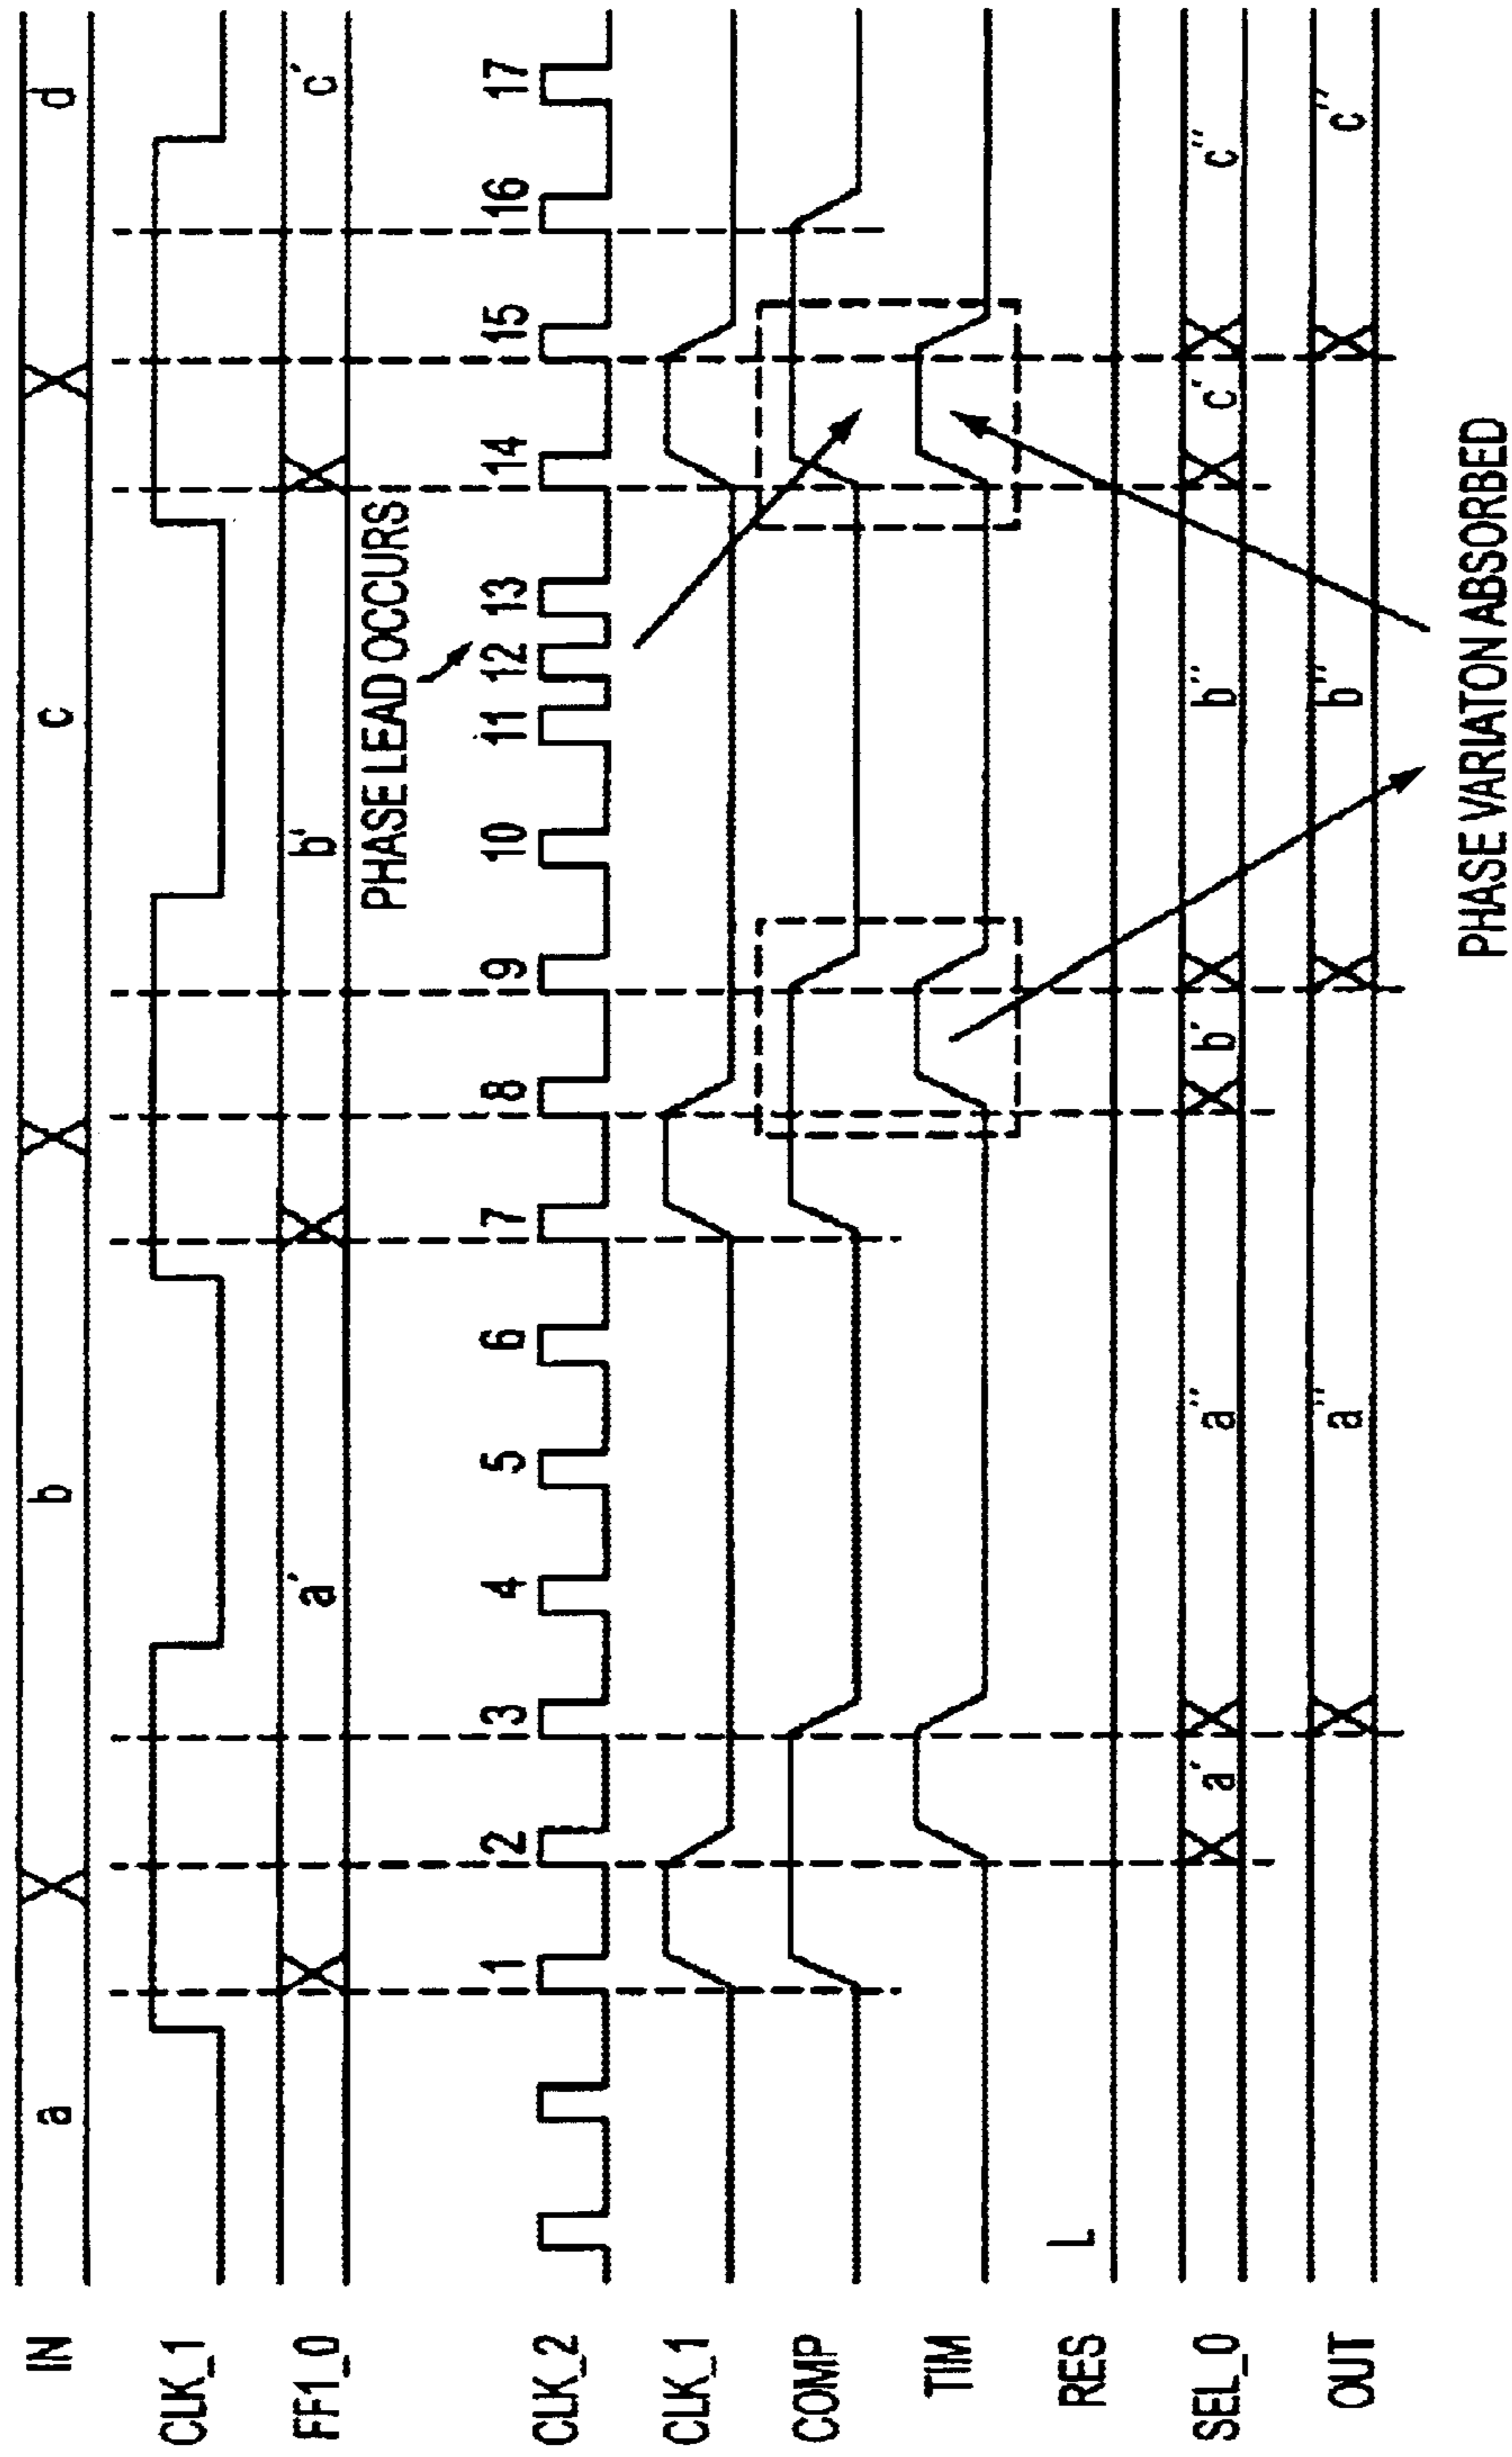 IN a b c d
CLK_1
FF1_0 a' b' c'
PHASE LEAD OCCURS
CLK_2 1 2 3 4 5 6 7 8 9 10 11 12 13 14 15 16 17
CLK_1
COMP
TIM
RES L
SEL_0 a' a'' b' b'' c' c''
OUT a'' b'' c''
PHASE VARIATON ABSORBED